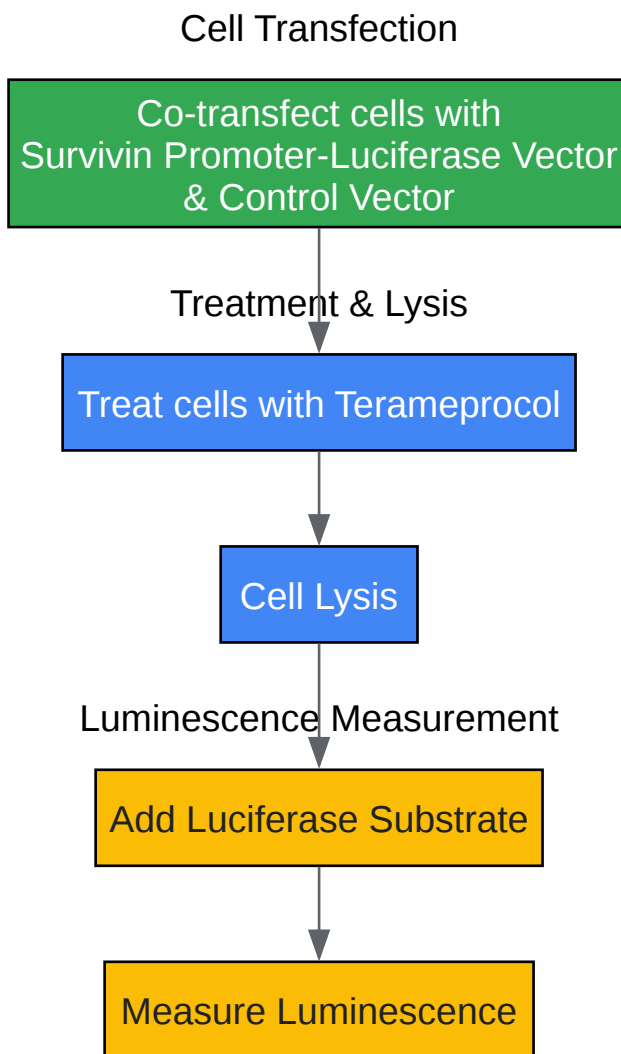 Cell Transfection
Co-transfect cells with
Survivin Promoter-Luciferase Vector
& Control Vector
Treatment & Lysis
Treat cells with Terameprocol
Cell Lysis
Luminescence Measurement
Add Luciferase Substrate
Measure Luminescence